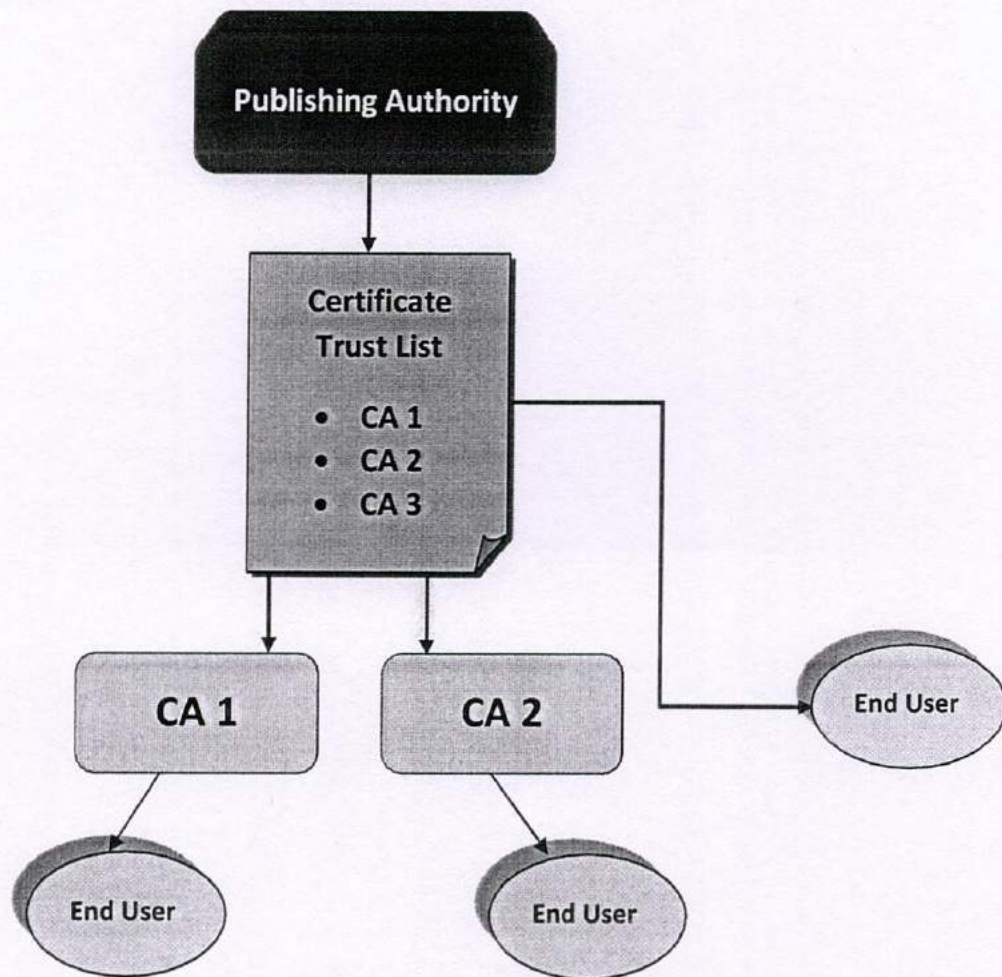 Publishing Authority
Certificate
Trust List
• CA 1
• CA 2
• CA 3
CA 1
CA 2
End User
End User
End User